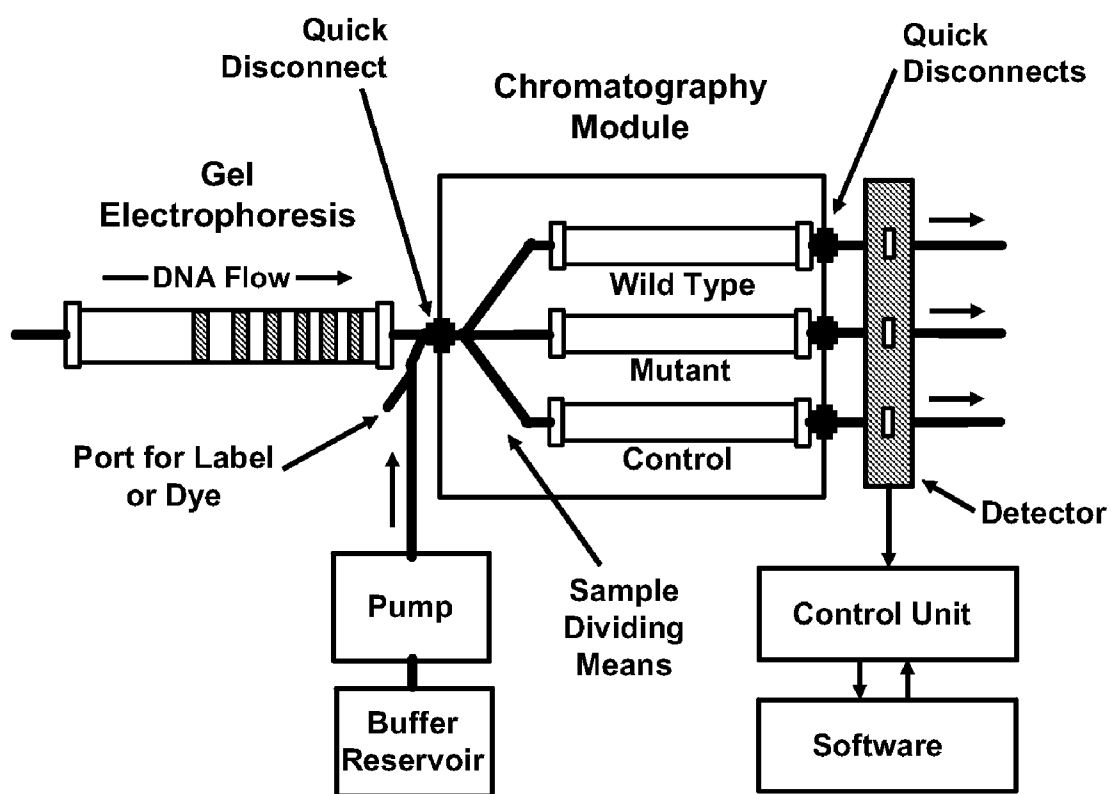 Quick
Disconnect
Quick
Disconnects
Chromatography
Module
Gel
Electrophoresis
DNA Flow
Wild Type
Mutant
Control
Port for Label
or Dye
Detector
Pump
Sample
Dividing
Means
Control Unit
Buffer
Reservoir
Software